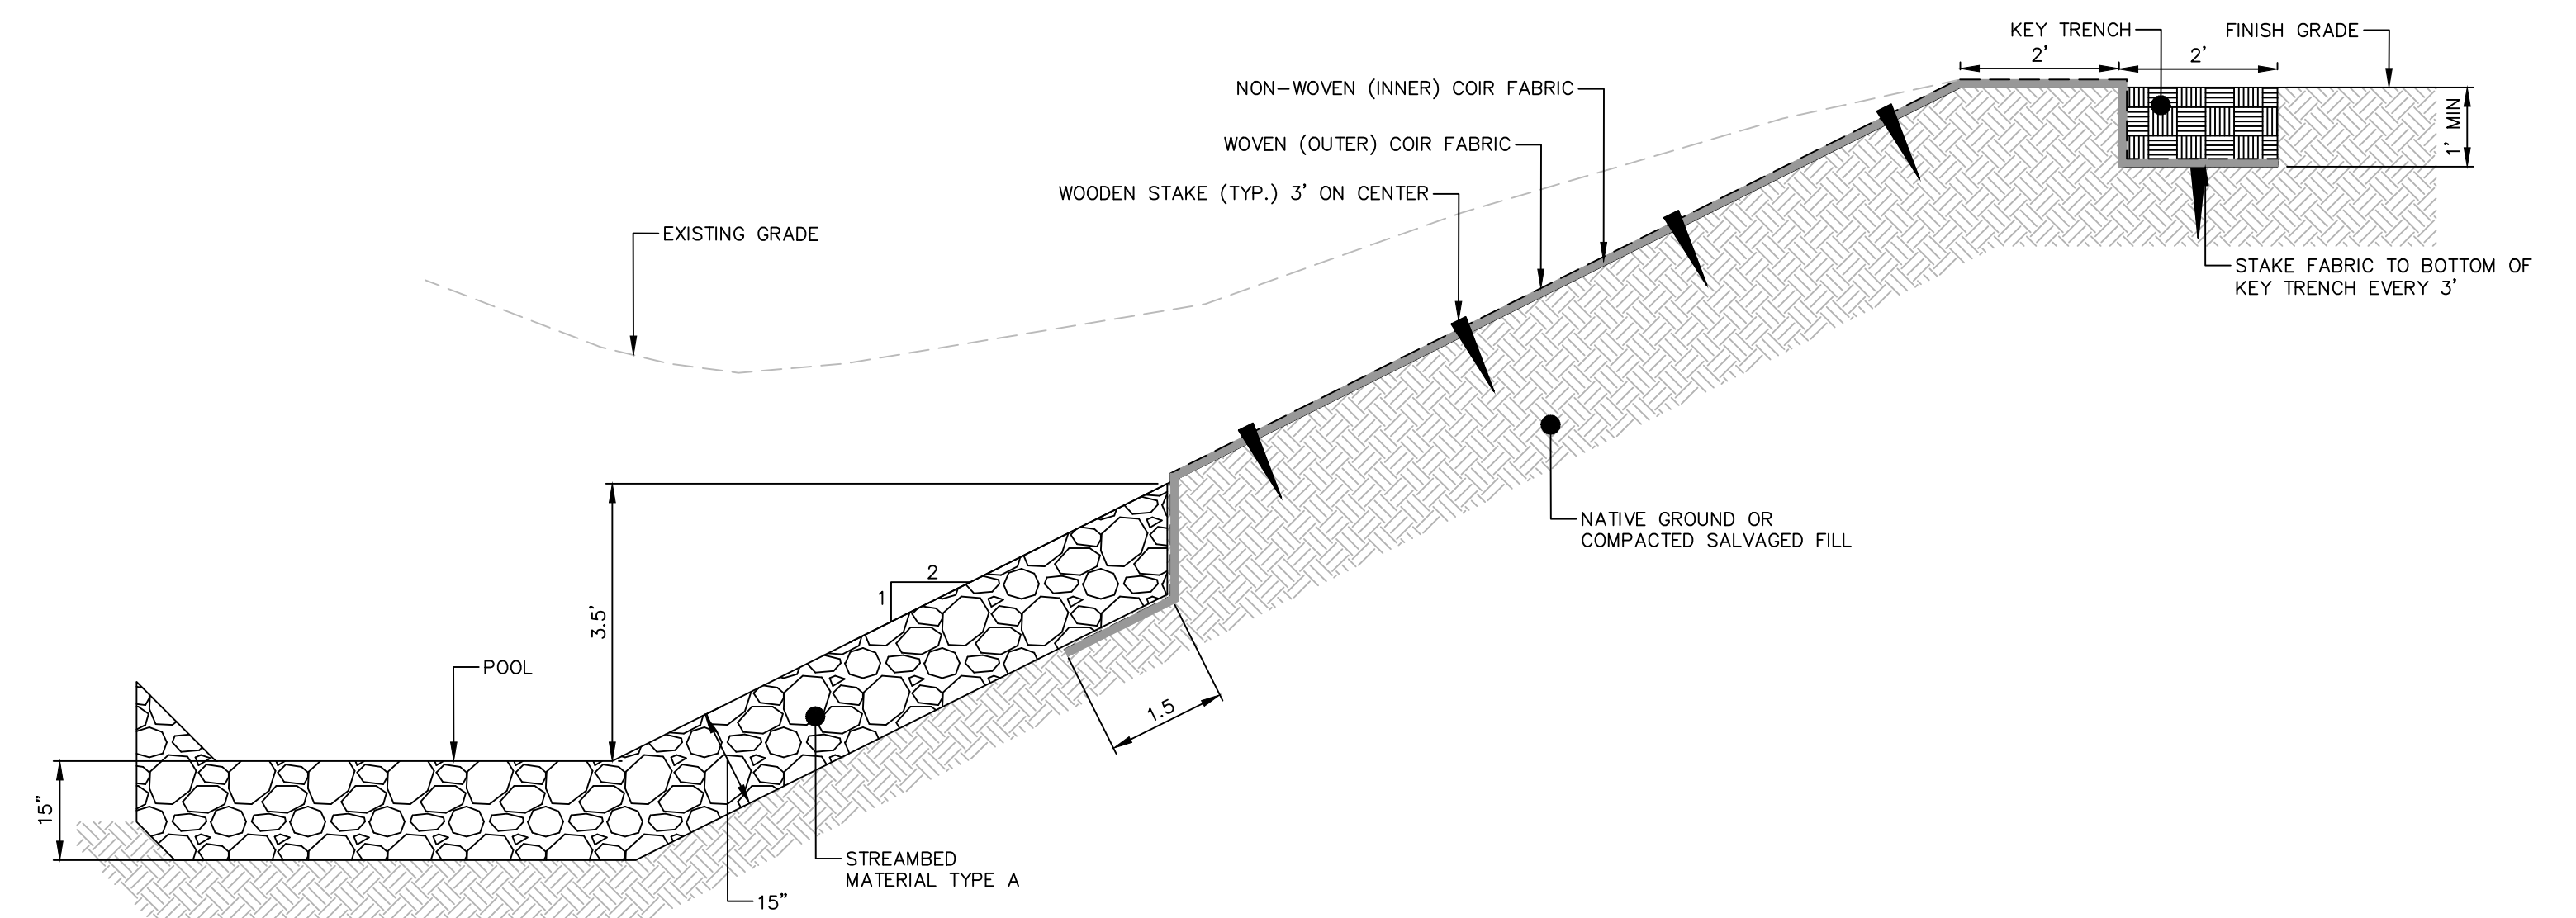 KEY TRENCH
FINISH GRADE
2'
2'
NON-WOVEN (INNER) COIR FABRIC
1' MIN
WOVEN (OUTER) COIR FABRIC
WOODEN STAKE (TYP.) 3' ON CENTER
EXISTING GRADE
STAKE FABRIC TO BOTTOM OF
KEY TRENCH EVERY 3'
NATIVE GROUND OR
COMPACTED SALVAGED FILL
2
1
3.5'
POOL
1.5
15"
STREAMBED
MATERIAL TYPE A
15"